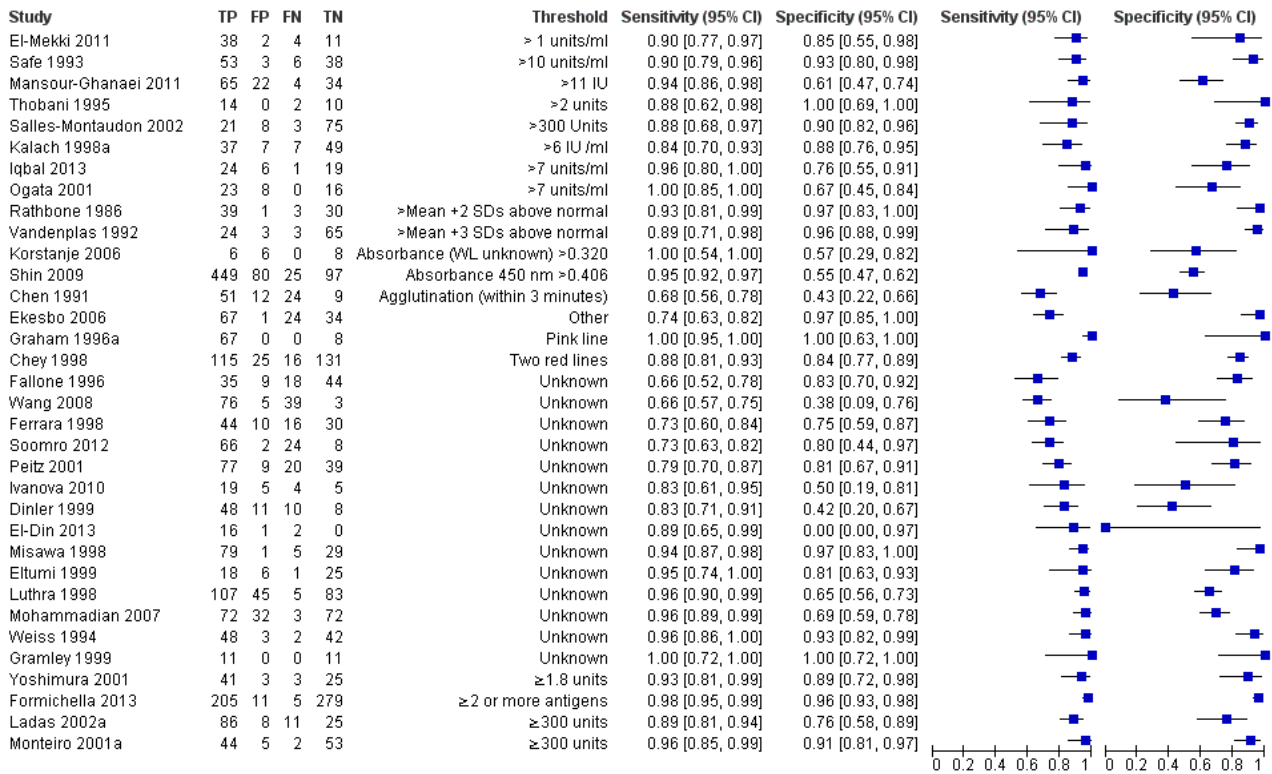 Study TP FP FN TN Threshold Sensitivity (95% CI) Specificity (95% CI) Sensitivity (95% CI) Specificity (95% CI)
El-Mekki 2011 38 2 4 11 > 1 units/ml 0.90 [0.77, 0.97] 0.85 [0.55, 0.98]
Safe 1993 53 3 6 38 >10 units/ml 0.90 [0.79, 0.96] 0.93 [0.80, 0.98]
Mansour-Ghanaei 2011 65 22 4 34 >11 IU 0.94 [0.86, 0.98] 0.61 [0.47, 0.74]
Thobani 1995 14 0 2 10 >2 units 0.88 [0.62, 0.98] 1.00 [0.69, 1.00]
Salles-Montaudon 2002 21 8 3 75 >300 Units 0.88 [0.68, 0.97] 0.90 [0.82, 0.96]
Kalach 1998a 37 7 7 49 >6 IU /ml 0.84 [0.70, 0.93] 0.88 [0.76, 0.95]
Iqbal 2013 24 6 1 19 >7 units/ml 0.96 [0.80, 1.00] 0.76 [0.55, 0.91]
Ogata 2001 23 8 0 16 >7 units/ml 1.00 [0.85, 1.00] 0.67 [0.45, 0.84]
Rathbone 1986 39 1 3 30 >Mean +2 SDs above normal 0.93 [0.81, 0.99] 0.97 [0.83, 1.00]
Vandenplas 1992 24 3 3 65 >Mean +3 SDs above normal 0.89 [0.71, 0.98] 0.96 [0.88, 0.99]
Korstanje 2006 6 6 0 8 Absorbance (WL unknown) >0.320 1.00 [0.54, 1.00] 0.57 [0.29, 0.82]
Shin 2009 449 80 25 97 Absorbance 450 nm >0.406 0.95 [0.92, 0.97] 0.55 [0.47, 0.62]
Chen 1991 51 12 24 9 Agglutination (within 3 minutes) 0.68 [0.56, 0.78] 0.43 [0.22, 0.66]
Ekesbo 2006 67 1 24 34 Other 0.74 [0.63, 0.82] 0.97 [0.85, 1.00]
Graham 1996a 67 0 0 8 Pink line 1.00 [0.95, 1.00] 1.00 [0.63, 1.00]
Chey 1998 115 25 16 131 Two red lines 0.88 [0.81, 0.93] 0.84 [0.77, 0.89]
Fallone 1996 35 9 18 44 Unknown 0.66 [0.52, 0.78] 0.83 [0.70, 0.92]
Wang 2008 76 5 39 3 Unknown 0.66 [0.57, 0.75] 0.38 [0.09, 0.76]
Ferrara 1998 44 10 16 30 Unknown 0.73 [0.60, 0.84] 0.75 [0.59, 0.87]
Soomro 2012 66 2 24 8 Unknown 0.73 [0.63, 0.82] 0.80 [0.44, 0.97]
Peitz 2001 77 9 20 39 Unknown 0.79 [0.70, 0.87] 0.81 [0.67, 0.91]
Ivanova 2010 19 5 4 5 Unknown 0.83 [0.61, 0.95] 0.50 [0.19, 0.81]
Dinler 1999 48 11 10 8 Unknown 0.83 [0.71, 0.91] 0.42 [0.20, 0.67]
El-Din 2013 16 1 2 0 Unknown 0.89 [0.65, 0.99] 0.00 [0.00, 0.97]
Misawa 1998 79 1 5 29 Unknown 0.94 [0.87, 0.98] 0.97 [0.83, 1.00]
Eltumi 1999 18 6 1 25 Unknown 0.95 [0.74, 1.00] 0.81 [0.63, 0.93]
Luthra 1998 107 45 5 83 Unknown 0.96 [0.90, 0.99] 0.65 [0.56, 0.73]
Mohammadian 2007 72 32 3 72 Unknown 0.96 [0.89, 0.99] 0.69 [0.59, 0.78]
Weiss 1994 48 3 2 42 Unknown 0.96 [0.86, 1.00] 0.93 [0.82, 0.99]
Gramley 1999 11 0 0 11 Unknown 1.00 [0.72, 1.00] 1.00 [0.72, 1.00]
Yoshimura 2001 41 3 3 25 ≥1.8 units 0.93 [0.81, 0.99] 0.89 [0.72, 0.98]
Formichella 2013 205 11 5 279 ≥2 or more antigens 0.98 [0.95, 0.99] 0.96 [0.93, 0.98]
Ladas 2002a 86 8 11 25 ≥300 units 0.89 [0.81, 0.94] 0.76 [0.58, 0.89]
Monteiro 2001a 44 5 2 53 ≥300 units 0.96 [0.85, 0.99] 0.91 [0.81, 0.97]
0 0.2 0.4 0.6 0.8 1 0 0.2 0.4 0.6 0.8 1